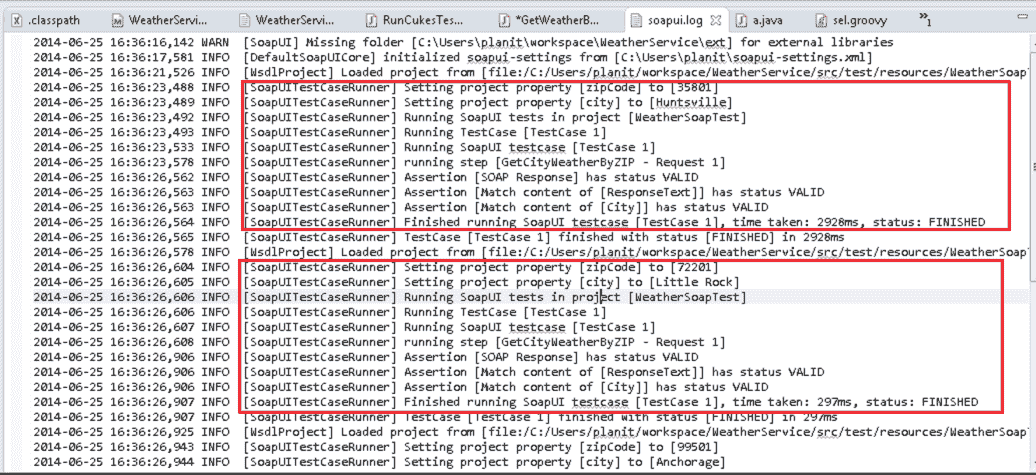 .classpath WeatherServi... WeatherServi... RunCukesTes... *GetWeatherB... soapui.log a.java sel.groovy »1
2014-06-25 16:36:16,142 WARN [SoapUI] Missing folder [C:\Users\planit\workspace\WeatherService\ext] for external libraries
2014-06-25 16:36:17,581 INFO [DefaultSoapUICore] initialized soapui-settings from [C:\Users\planit\soapui-settings.xml]
2014-06-25 16:36:21,526 INFO [WsdlProject] Loaded project from [file:/C:/Users/planit/workspace/WeatherService/src/test/resources/WeatherSoap
2014-06-25 16:36:23,488 INFO [SoapUITestCaseRunner] Setting project property [zipCode] to [35801]
2014-06-25 16:36:23,489 INFO [SoapUITestCaseRunner] Setting project property [city] to [Huntsville]
2014-06-25 16:36:23,492 INFO [SoapUITestCaseRunner] Running SoapUI tests in project [WeatherSoapTest]
2014-06-25 16:36:23,493 INFO [SoapUITestCaseRunner] Running TestCase [TestCase 1]
2014-06-25 16:36:23,533 INFO [SoapUITestCaseRunner] Running SoapUI testcase [TestCase 1]
2014-06-25 16:36:23,578 INFO [SoapUITestCaseRunner] running step [GetCityWeatherByZIP - Request 1]
2014-06-25 16:36:26,562 INFO [SoapUITestCaseRunner] Assertion [SOAP Response] has status VALID
2014-06-25 16:36:26,563 INFO [SoapUITestCaseRunner] Assertion [Match content of [ResponseText]] has status VALID
2014-06-25 16:36:26,563 INFO [SoapUITestCaseRunner] Assertion [Match content of [City]] has status VALID
2014-06-25 16:36:26,564 INFO [SoapUITestCaseRunner] Finished running SoapUI testcase [TestCase 1], time taken: 2928ms, status: FINISHED
2014-06-25 16:36:26,565 INFO [SoapUITestCaseRunner] TestCase [TestCase 1] finished with status [FINISHED] in 2928ms
2014-06-25 16:36:26,578 INFO [WsdlProject] Loaded project from [file:/C:/Users/planit/workspace/WeatherService/src/test/resources/WeatherSoap
2014-06-25 16:36:26,604 INFO [SoapUITestCaseRunner] Setting project property [zipCode] to [72201]
2014-06-25 16:36:26,605 INFO [SoapUITestCaseRunner] Setting project property [city] to [Little Rock]
2014-06-25 16:36:26,606 INFO [SoapUITestCaseRunner] Running SoapUI tests in project [WeatherSoapTest]
2014-06-25 16:36:26,606 INFO [SoapUITestCaseRunner] Running TestCase [TestCase 1]
2014-06-25 16:36:26,607 INFO [SoapUITestCaseRunner] Running SoapUI testcase [TestCase 1]
2014-06-25 16:36:26,608 INFO [SoapUITestCaseRunner] running step [GetCityWeatherByZIP - Request 1]
2014-06-25 16:36:26,906 INFO [SoapUITestCaseRunner] Assertion [SOAP Response] has status VALID
2014-06-25 16:36:26,906 INFO [SoapUITestCaseRunner] Assertion [Match content of [ResponseText]] has status VALID
2014-06-25 16:36:26,906 INFO [SoapUITestCaseRunner] Assertion [Match content of [City]] has status VALID
2014-06-25 16:36:26,907 INFO [SoapUITestCaseRunner] Finished running SoapUI testcase [TestCase 1], time taken: 297ms, status: FINISHED
2014-06-25 16:36:26,907 INFO [SoapUITestCaseRunner] TestCase [TestCase 1] finished with status [FINISHED] in 297ms
2014-06-25 16:36:26,925 INFO [WsdlProject] Loaded project from [file:/C:/Users/planit/workspace/WeatherService/src/test/resources/WeatherSoap
2014-06-25 16:36:26,943 INFO [SoapUITestCaseRunner] Setting project property [zipCode] to [99501]
2014-06-25 16:36:26,944 INFO [SoapUITestCaseRunner] Setting project property [city] to [Anchorage]